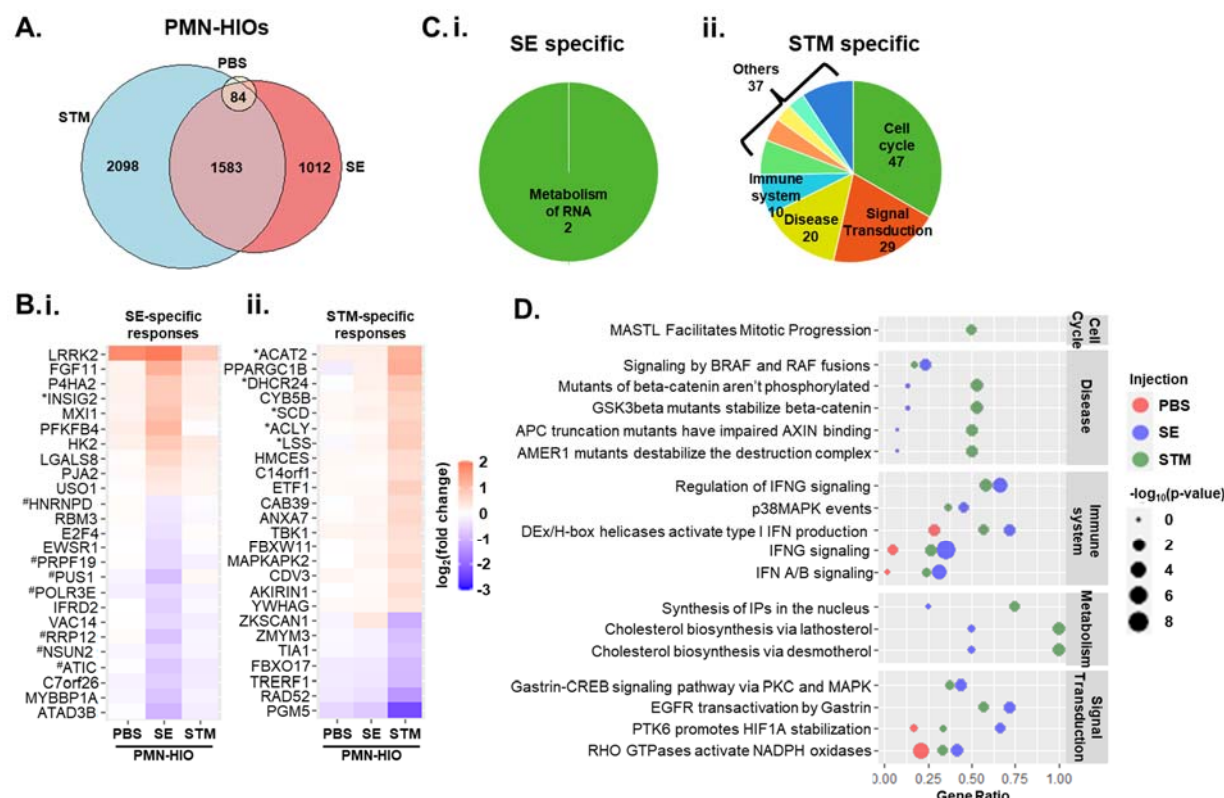 A.
PMN-HIOs
PBS
84
STM
2098
1583
1012
SE
C.
i.
SE specific
Metabolism
of RNA
2
ii.
STM specific
Others
37
Cell
cycle
47
Immune
system
10
Disease
20
Signal
Transduction
29
B.
i.
SE-specific
responses
LRRK2
FGF11
P4HA2
*INSIG2
MXI1
PFKFB4
HK2
LGALS8
PJA2
USO1
#HNRNPD
RBM3
E2F4
EWSR1
#PRPF19
#PUS1
#POLR3E
IFRD2
VAC14
#RRP12
#NSUN2
#ATIC
C7orf26
MYBBP1A
ATAD3B
PBS SE STM
PMN-HIO
ii.
STM-specific
responses
*ACAT2
PPARGC1B
*DHCR24
CYB5B
*SCD
*ACLY
*LSS
HMCES
C14orf1
ETF1
CAB39
ANXA7
TBK1
FBXW11
MAPKAPK2
CDV3
AKIRIN1
YWHAG
ZKSCAN1
ZMYM3
TIA1
FBXO17
TRERF1
RAD52
PGM5
PBS SE STM
PMN-HIO
log2(fold change)
2
1
0
-1
-2
-3
D.
MASTL Facilitates Mitotic Progression
Signaling by BRAF and RAF fusions
Mutants of beta-catenin aren't phosphorylated
GSK3beta mutants stabilize beta-catenin
APC truncation mutants have impaired AXIN binding
AMER1 mutants destabilize the destruction complex
Regulation of IFNG signaling
p38MAPK events
DEx/H-box helicases activate type I IFN production
IFNG signaling
IFN A/B signaling
Synthesis of IPs in the nucleus
Cholesterol biosynthesis via lathosterol
Cholesterol biosynthesis via desmotherol
Gastrin-CREB signaling pathway via PKC and MAPK
EGFR transactivation by Gastrin
PTK6 promotes HIF1A stabilization
RHO GTPases activate NADPH oxidases
Cell
Cycle
Disease
Immune
system
Metabolism
Signal
Transduction
0.00 0.25 0.50 0.75 1.00
Gene Ratio
Injection
PBS
SE
STM
-log10(p-value)
0
2
4
6
8